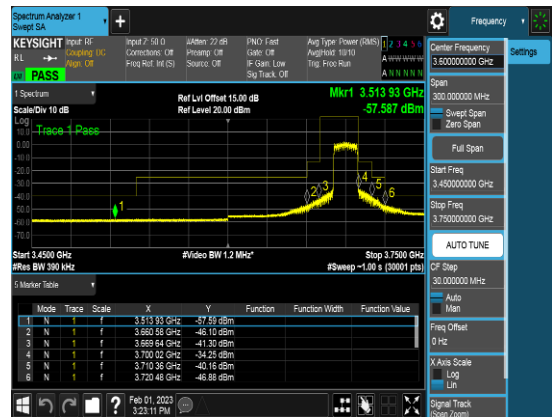 Spectrum Analyzer 1
Swept SA
Frequency
KEYSIGHT Input: RF
RL
Coupling: DC
Align: Off
Input Z: 50 Ω
Corrections: Off
Freq Ref: Int (S)
#Atten: 22 dB
Preamp: Off
Source: Off
PNO: Fast
Gate: Off
IF Gain: Low
Sig Track: Off
Avg Type: Power (RMS)
Avg|Hold: 10/10
Trig: Free Run
1 2 3 4 5 6
A W W W W W
A N N N N N
PASS
1 Spectrum
Scale/Div 10 dB
Log
Ref Lvl Offset 15.00 dB
Ref Level 20.00 dBm
Mkr1 3.513 93 GHz
-57.587 dBm
Trace 1 Pass
10.0
0.00
-10.0
-20.0
-30.0
-40.0
-50.0
-60.0
-70.0
1
2
3
4
5
6
Start 3.4500 GHz
#Res BW 390 kHz
#Video BW 1.2 MHz*
Stop 3.7500 GHz
#Sweep ~1.00 s (30001 pts)
5 Marker Table
Mode Trace Scale X Y Function Function Width Function Value
1 N 1 f 3.513 93 GHz -57.59 dBm
2 N 1 f 3.660 58 GHz -46.10 dBm
3 N 1 f 3.669 64 GHz -41.30 dBm
4 N 1 f 3.700 02 GHz -34.25 dBm
5 N 1 f 3.710 36 GHz -40.16 dBm
6 N 1 f 3.720 48 GHz -46.88 dBm
Feb 01, 2023
3:23:11 PM
Center Frequency
3.600000000 GHz
Settings
Span
300.000000 MHz
Swept Span
Zero Span
Full Span
Start Freq
3.450000000 GHz
Stop Freq
3.750000000 GHz
AUTO TUNE
CF Step
30.000000 MHz
Auto
Man
Freq Offset
0 Hz
X Axis Scale
Log
Lin
Signal Track
(Span Zoom)